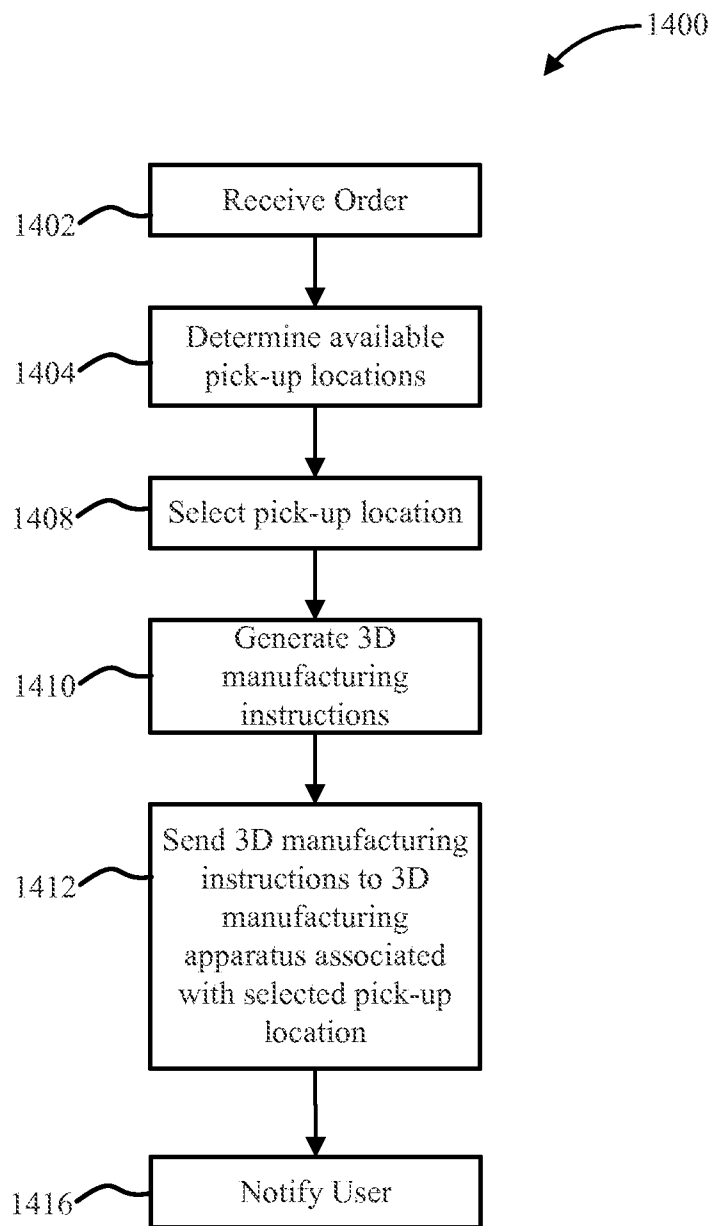 1400
Receive Order
1402
Determine available
pick-up locations
1404
Select pick-up location
1408
Generate 3D
manufacturing
instructions
1410
Send 3D manufacturing
instructions to 3D
manufacturing
apparatus associated
with selected pick-up
location
1412
Notify User
1416